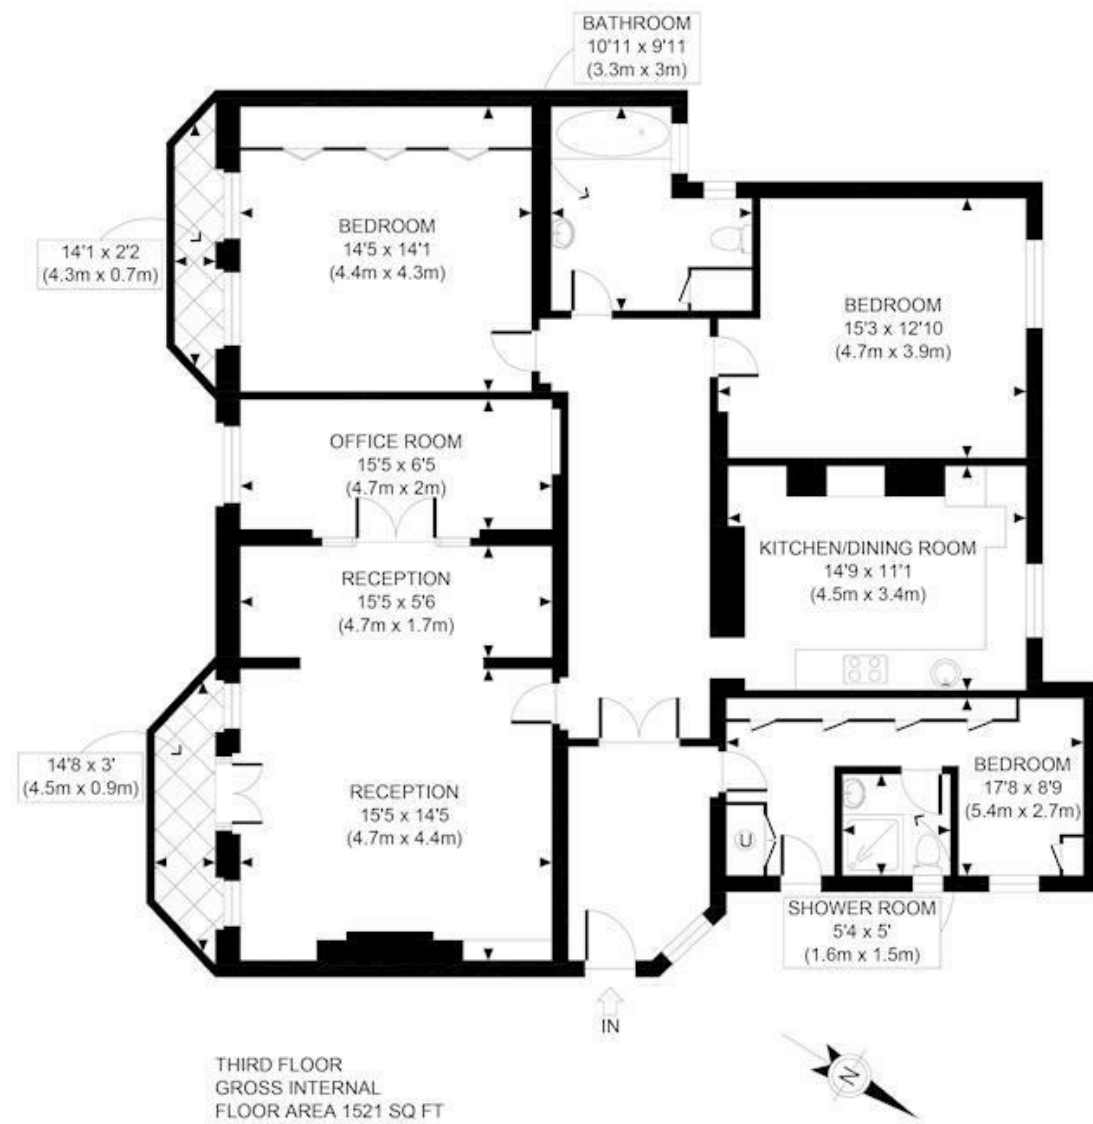 BATHROOM
10'11 x 9'11
(3.3m x 3m)
BEDROOM
14'5 x 14'1
(4.4m x 4.3m)
14'1 x 2'2
(4.3m x 0.7m)
BEDROOM
15'3 x 12'10
(4.7m x 3.9m)
OFFICE ROOM
15'5 x 6'5
(4.7m x 2m)
KITCHEN/DINING ROOM
14'9 x 11'1
(4.5m x 3.4m)
RECEPTION
15'5 x 5'6
(4.7m x 1.7m)
14'8 x 3'
(4.5m x 0.9m)
RECEPTION
15'5 x 14'5
(4.7m x 4.4m)
BEDROOM
17'8 x 8'9
(5.4m x 2.7m)
U
SHOWER ROOM
5'4 x 5'
(1.6m x 1.5m)
IN
N
THIRD FLOOR
GROSS INTERNAL
FLOOR AREA 1521 SQ FT